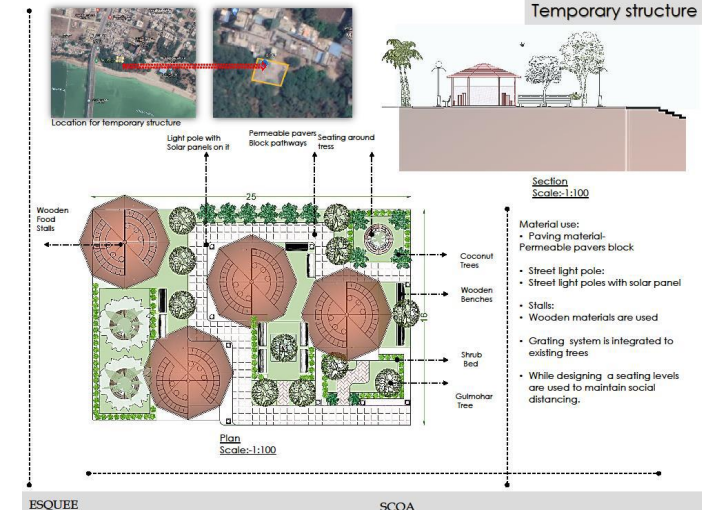 Temporary structure
Location for temporary structure
Light pole with
Solar panels on it
Permeable pavers
Block pathways
Seating around
tress
Section
Scale:-1:100
25
Wooden
Food
Stalls
Material use:
• Paving material-
Permeable pavers block
• Street light pole:
• Street light poles with solar panel
• Stalls:
• Wooden materials are used
• Grating system is integrated to
existing trees
• While designing a seating levels
are used to maintain social
distancing.
Coconut
Trees
Wooden
Benches
16
Shrub
Bed
Gulmohar
Tree
Plan
Scale:-1:100
ESQUEE
SCOA